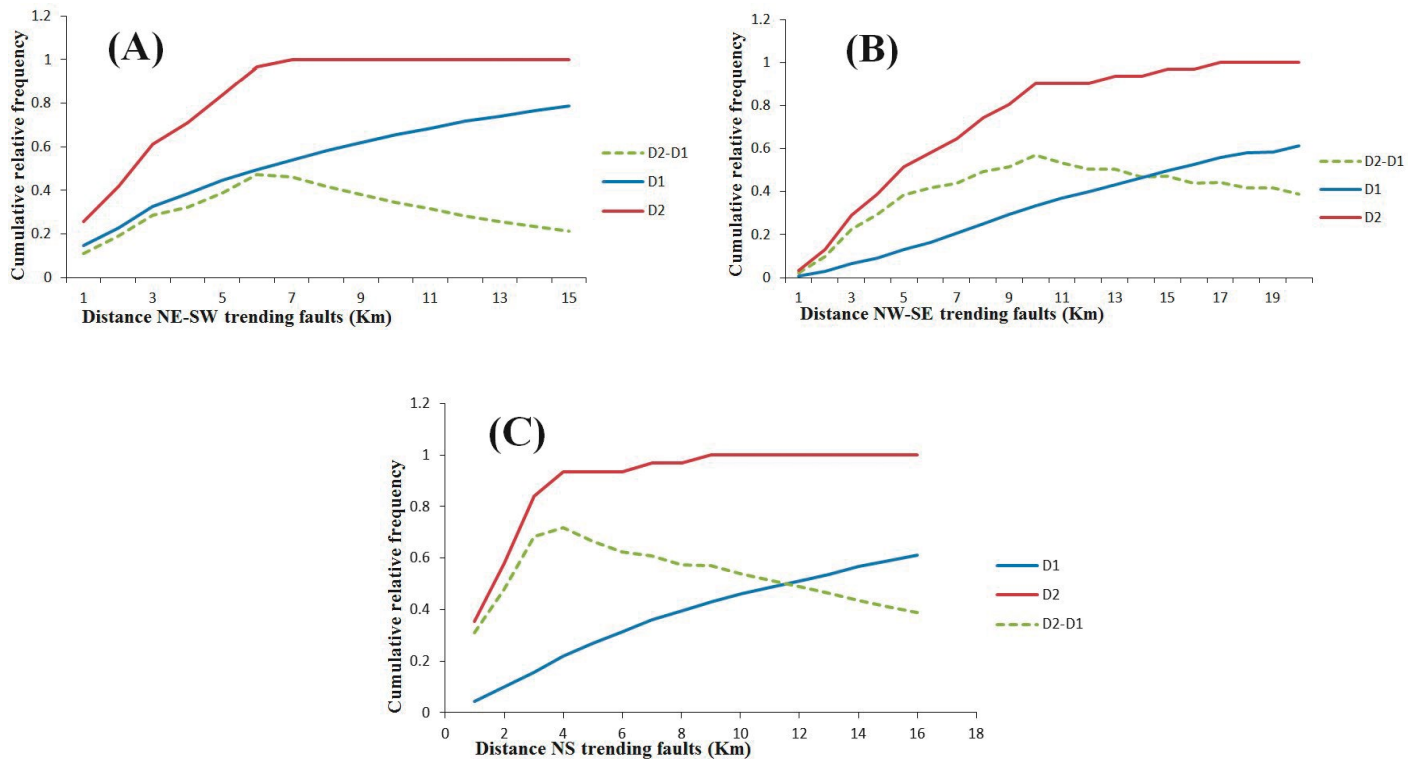 (A)
Cumulative relative frequency
1.2
1
0.8
0.6
0.4
0.2
0
1 3 5 7 9 11 13 15
Distance NE-SW trending faults (Km)
D2-D1
D1
D2
(B)
Cumulative relative frequency
1.2
1
0.8
0.6
0.4
0.2
0
1 3 5 7 9 11 13 15 17 19
Distance NW-SE trending faults (Km)
D2-D1
D1
D2
(C)
Cumulative relative frequency
1.2
1
0.8
0.6
0.4
0.2
0
0 2 4 6 8 10 12 14 16 18
Distance NS trending faults (Km)
D1
D2
D2-D1